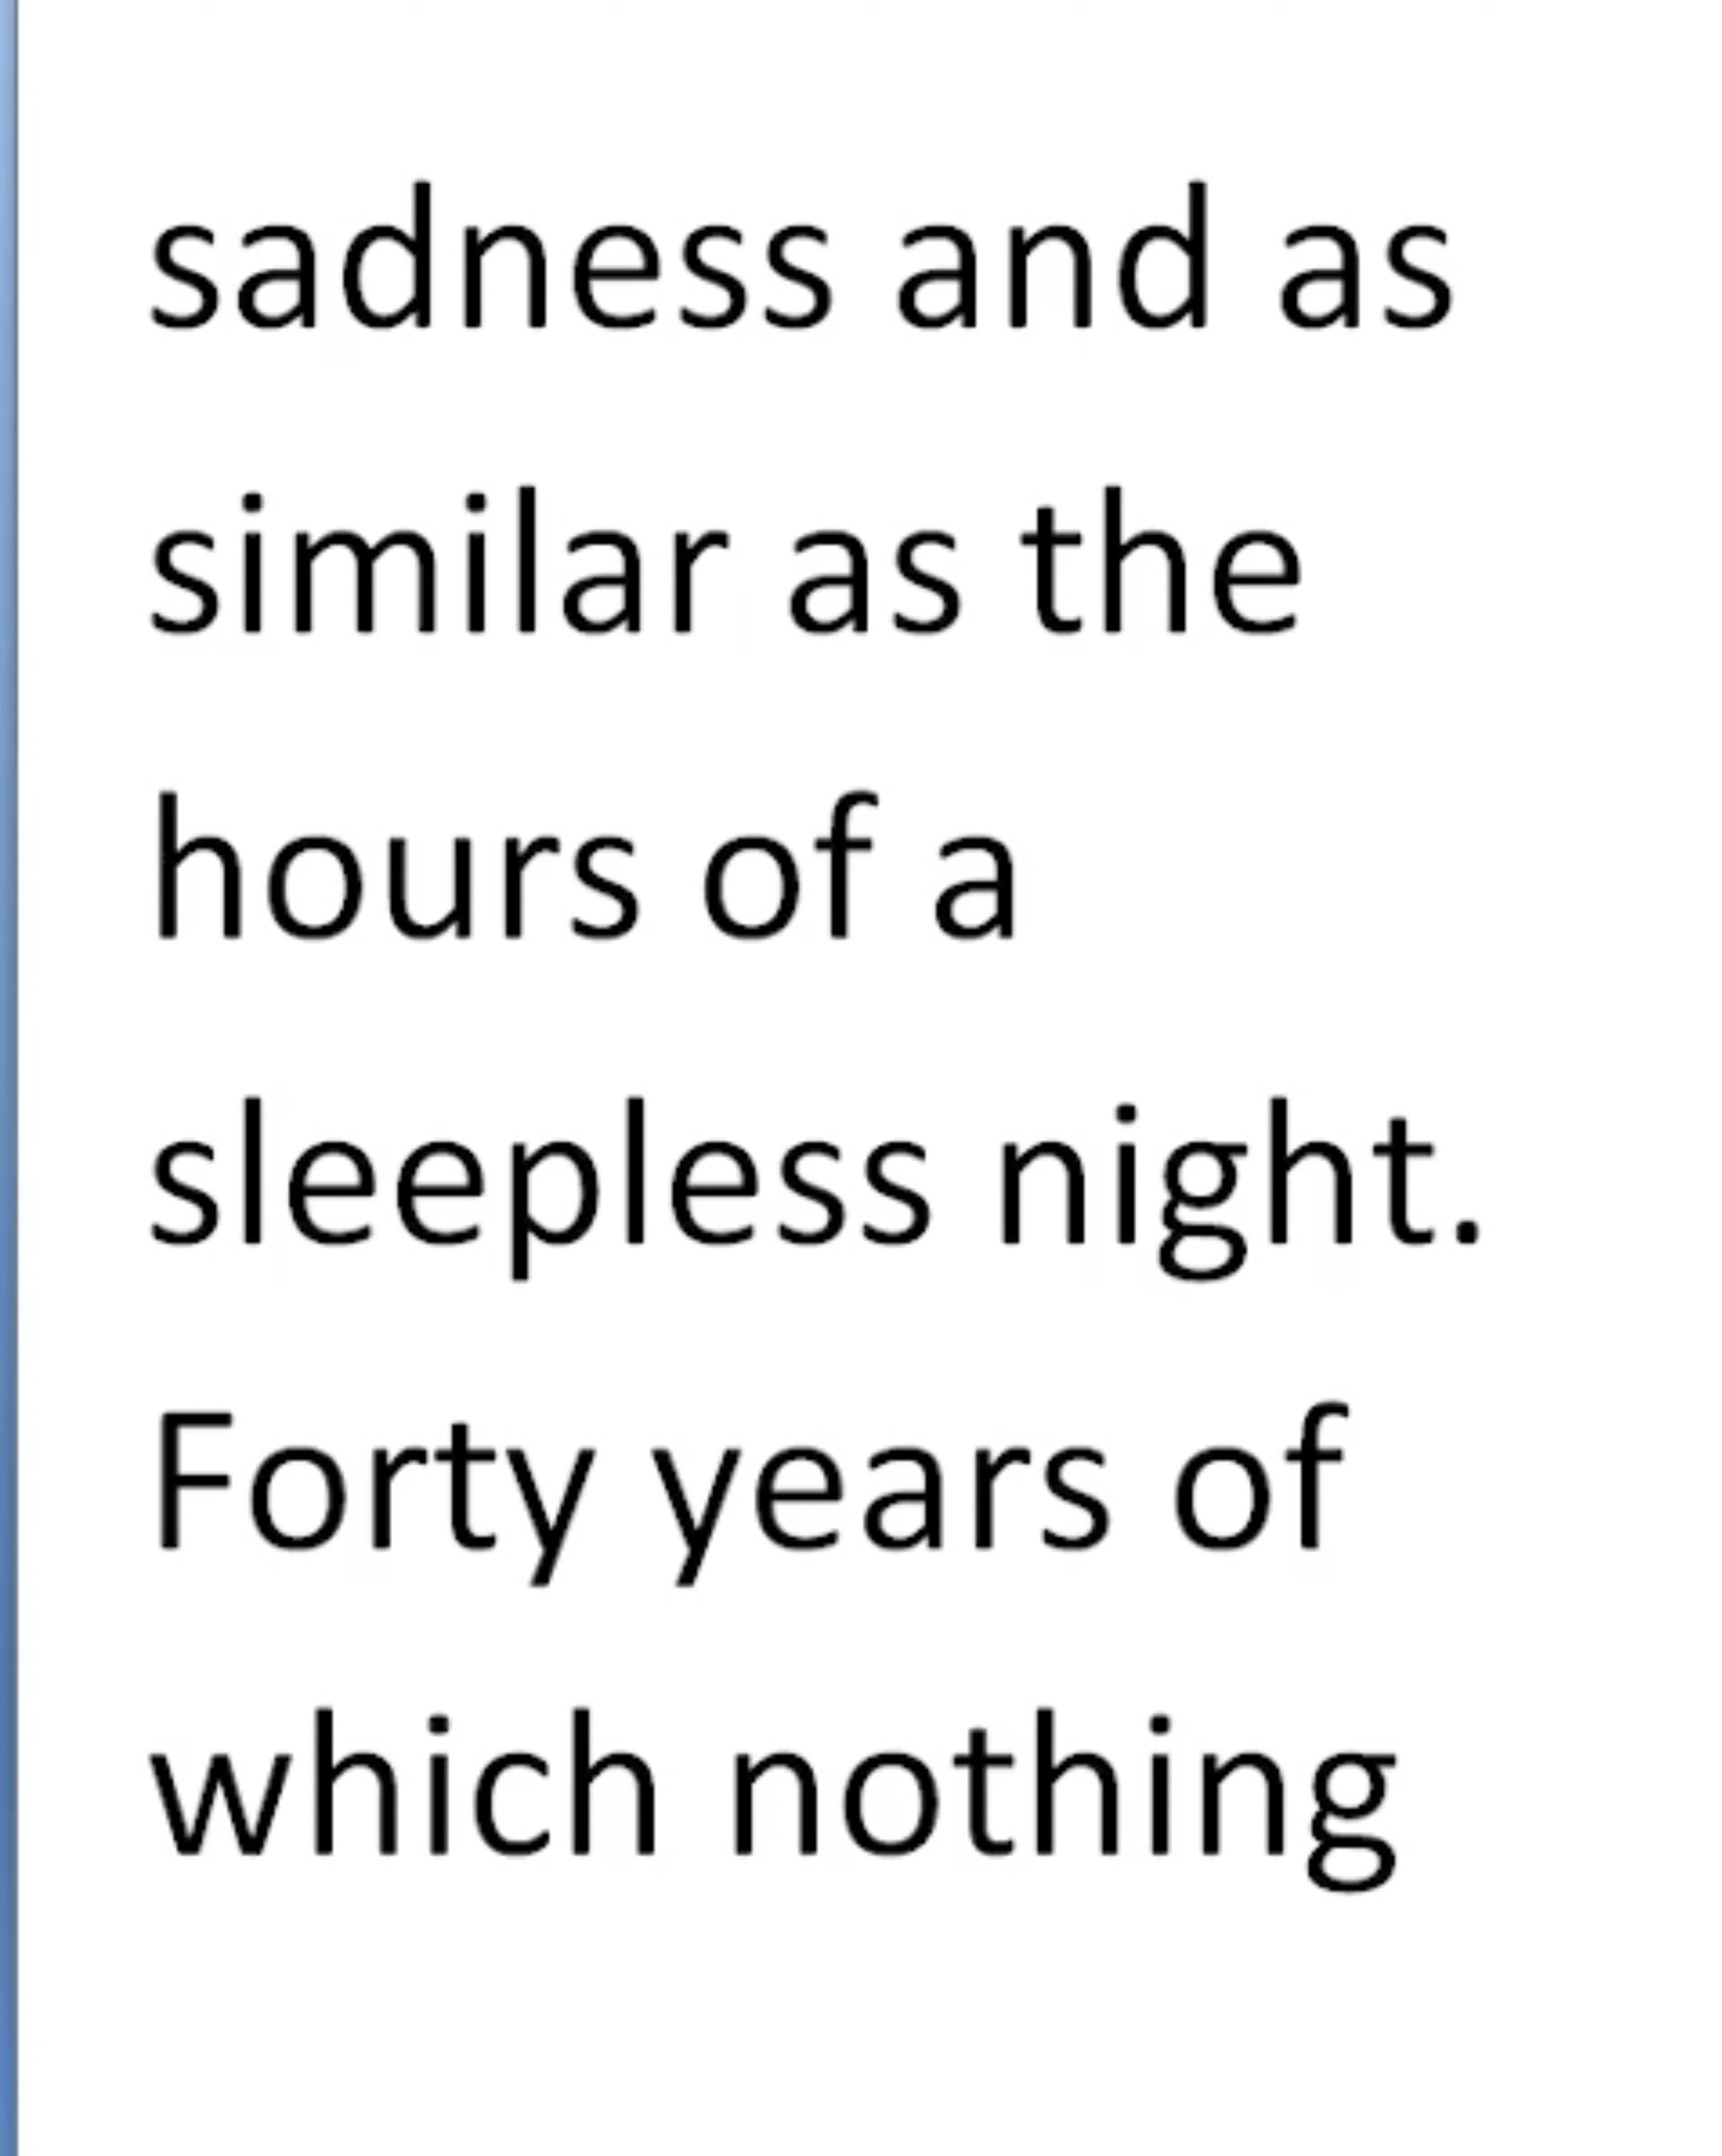 sadness and as
similar as the
hours of a
sleepless night.
Forty years of
which nothing